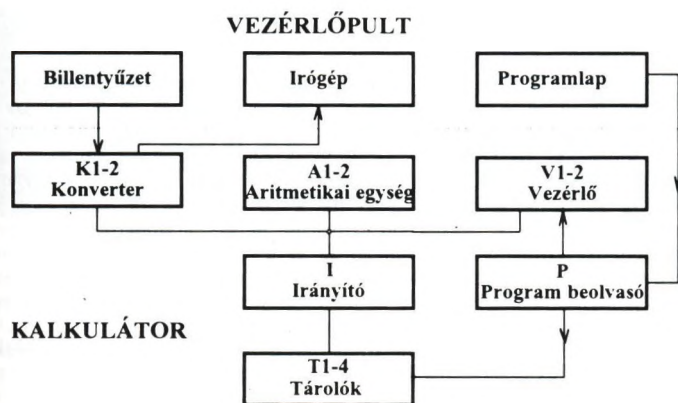 VEZÉRLŐPULT
Billentyűzet
Irógép
Programlap
K1-2
Konverter
A1-2
Aritmetikai egység
V1-2
Vezérlő
I
Irányító
P
Program beolvasó
KALKULÁTOR
T1-4
Tárolók